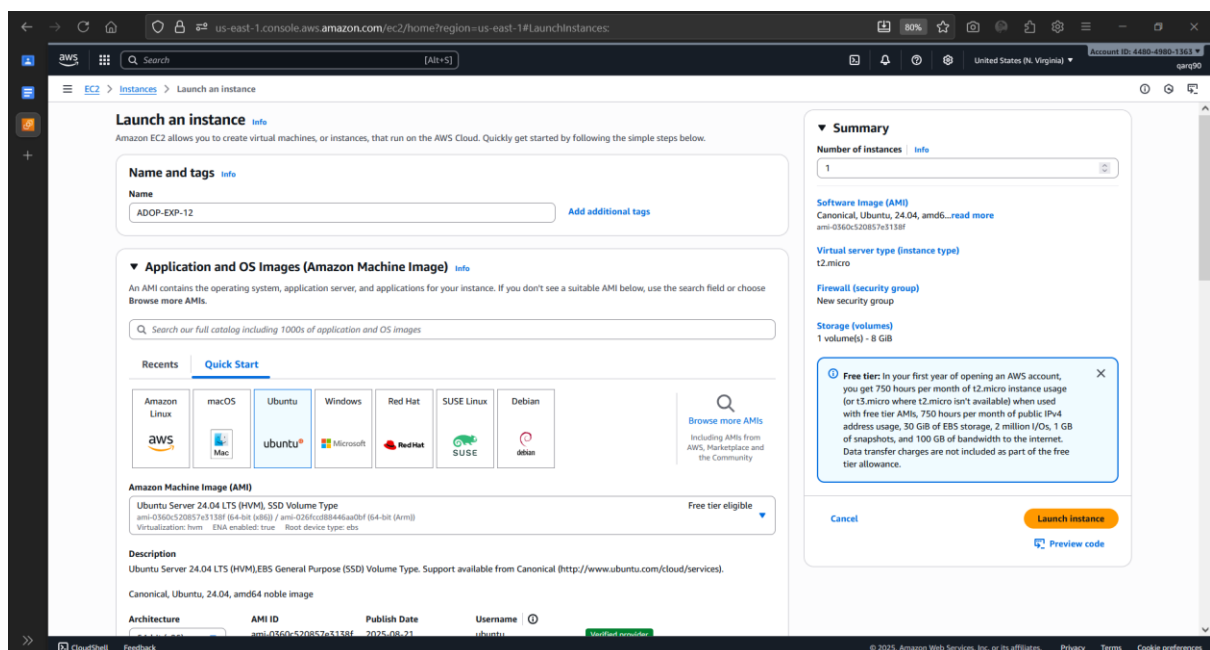 us-east-1.console.aws.amazon.com/ec2/home?region=us-east-1#LaunchInstances:
80%
aws
Search
[Alt+S]
United States (N. Virginia)
Account ID: 4480-4980-1363
qarq90
EC2 > Instances > Launch an instance
Launch an instance Info
Amazon EC2 allows you to create virtual machines, or instances, that run on the AWS Cloud. Quickly get started by following the simple steps below.
Name and tags Info
Name
ADOP-EXP-12
Add additional tags
Application and OS Images (Amazon Machine Image) Info
An AMI contains the operating system, application server, and applications for your instance. If you don't see a suitable AMI below, use the search field or choose
Browse more AMIs.
Search our full catalog including 1000s of application and OS images
Recents
Quick Start
Amazon
Linux
aws
macOS
Mac
Ubuntu
ubuntu
Windows
Microsoft
Red Hat
RedHat
SUSE Linux
SUSE
Debian
debian
Browse more AMIs
Including AMIs from
AWS, Marketplace and
the Community
Amazon Machine Image (AMI)
Ubuntu Server 24.04 LTS (HVM), SSD Volume Type
Free tier eligible
ami-0360c520857e3138f (64-bit (x86)) / ami-026fccd88446aa0bf (64-bit (Arm))
Virtualization: hvm ENA enabled: true Root device type: ebs
Description
Ubuntu Server 24.04 LTS (HVM),EBS General Purpose (SSD) Volume Type. Support available from Canonical (http://www.ubuntu.com/cloud/services).
Canonical, Ubuntu, 24.04, amd64 noble image
Architecture
AMI ID
Publish Date
Username
ami-0360c520857e3138f
2025-08-21
ubuntu
Verified provider
Summary
Number of instances Info
1
Software Image (AMI)
Canonical, Ubuntu, 24.04, amd6...read more
ami-0360c520857e3138f
Virtual server type (instance type)
t2.micro
Firewall (security group)
New security group
Storage (volumes)
1 volume(s) - 8 GiB
Free tier: In your first year of opening an AWS account,
you get 750 hours per month of t2.micro instance usage
(or t3.micro where t2.micro isn't available) when used
with free tier AMIs, 750 hours per month of public IPv4
address usage, 30 GiB of EBS storage, 2 million I/Os, 1 GB
of snapshots, and 100 GB of bandwidth to the internet.
Data transfer charges are not included as part of the free
tier allowance.
Cancel
Launch instance
Preview code
CloudShell
Feedback
© 2025, Amazon Web Services, Inc. or its affiliates.
Privacy
Terms
Cookie preferences